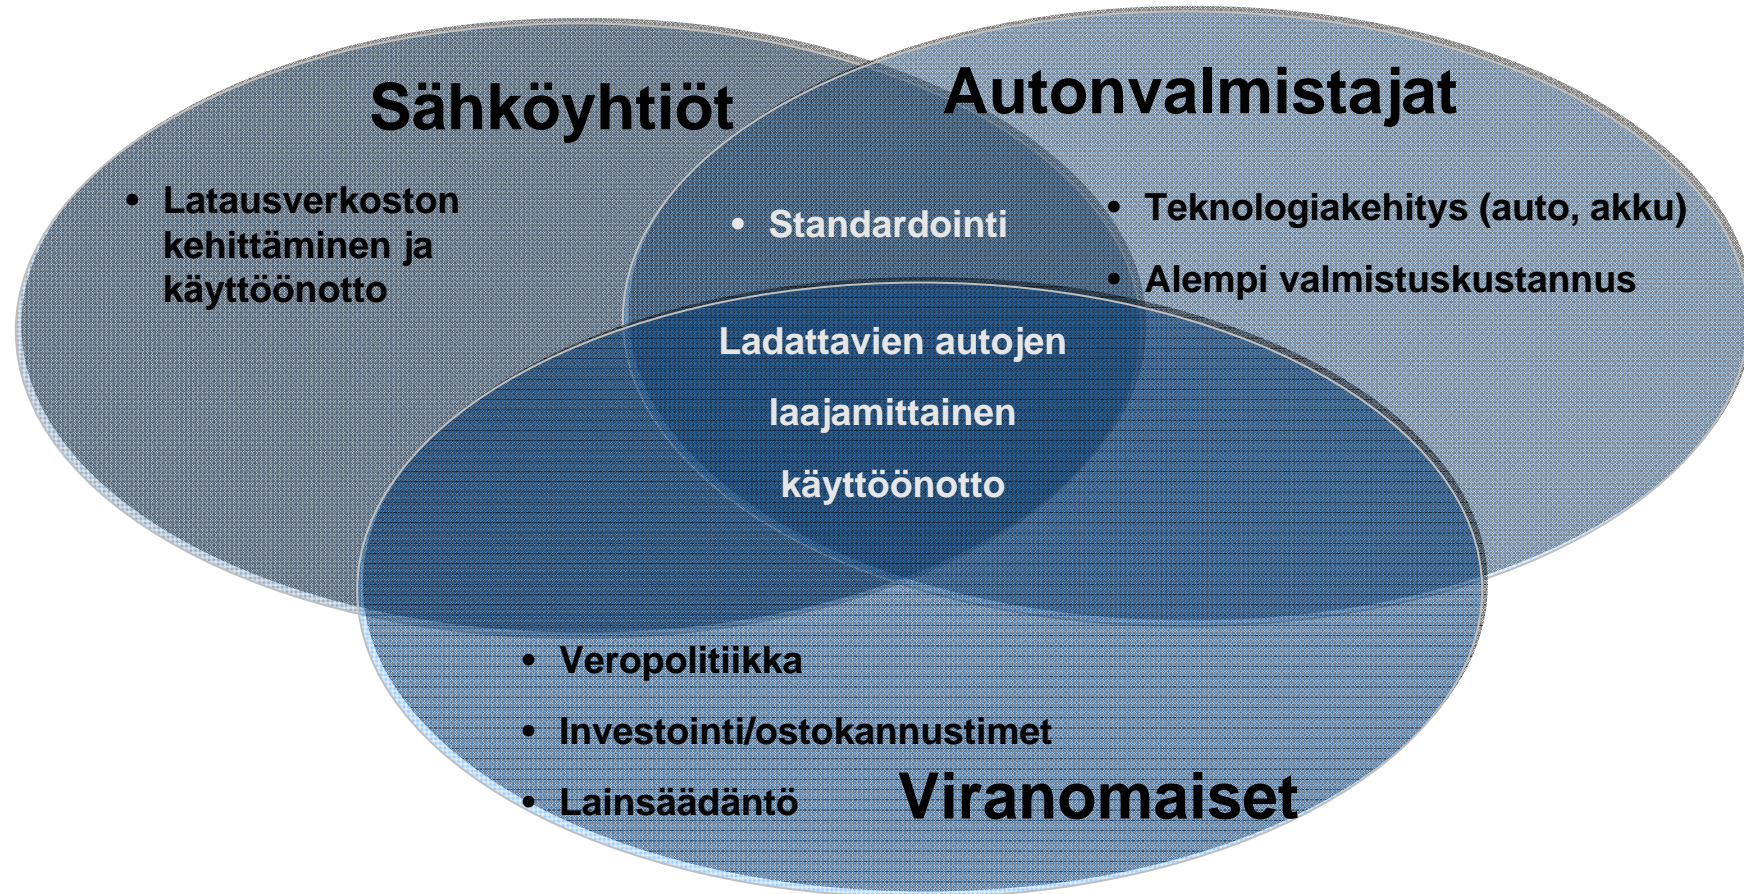 Sähköyhtiöt
• Latausverkoston
kehittäminen ja
käyttöönotto
Autonvalmistajat
• Teknologiakehitys (auto, akku)
• Alempi valmistuskustannus
• Standardointi
Ladattavien autojen
laajamittainen
käyttöönotto
• Veropolitiikka
• Investointi/ostokannustimet
• Lainsäädäntö
Viranomaiset